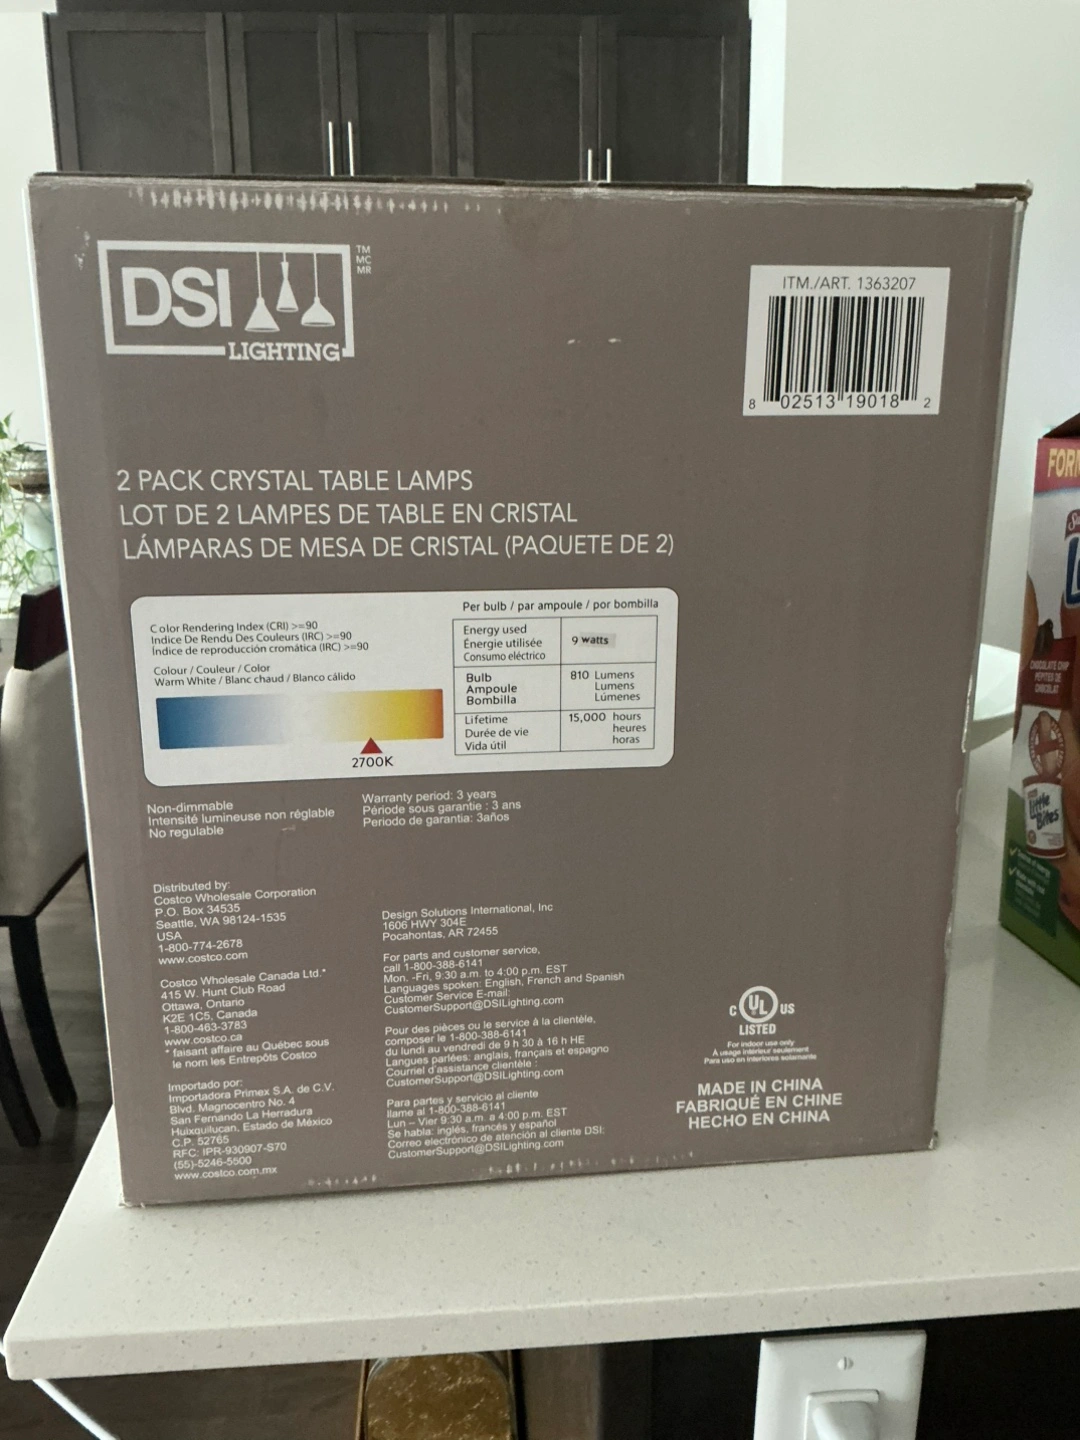 DSI
LIGHTING
TM
MC
MR
ITM./ART. 1363207
8 02513 19018 2
2 PACK CRYSTAL TABLE LAMPS
LOT DE 2 LAMPES DE TABLE EN CRISTAL
LÁMPARAS DE MESA DE CRISTAL (PAQUETE DE 2)
Color Rendering Index (CRI) >=90
Indice De Rendu Des Couleurs (IRC) >=90
Índice de reproducción cromática (IRC) >=90
Colour / Couleur / Color
Warm White / Blanc chaud / Blanco cálido
2700K
Per bulb / par ampoule / por bombilla
Energy used
Énergie utilisée
Consumo eléctrico
9 watts
Bulb
Ampoule
Bombilla
810 Lumens
Lumens
Lúmenes
Lifetime
Durée de vie
Vida útil
15,000 hours
heures
horas
Non-dimmable
Intensité lumineuse non réglable
No regulable
Warranty period: 3 years
Période sous garantie : 3 ans
Periodo de garantia: 3años
Distributed by:
Costco Wholesale Corporation
P.O. Box 34535
Seattle, WA 98124-1535
USA
1-800-774-2678
www.costco.com
Costco Wholesale Canada Ltd.*
415 W. Hunt Club Road
Ottawa, Ontario
K2E 1C5, Canada
1-800-463-3783
www.costco.ca
* faisant affaire au Québec sous
le nom les Entrepôts Costco
Importado por:
Importadora Primex S.A. de C.V.
Blvd. Magnocentro No. 4
San Fernando La Herradura
Huixquilucan, Estado de México
C.P. 52765
RFC: IPR-930907-S70
(55)-5246-5500
www.costco.com.mx
Design Solutions International, Inc
1606 HWY 304E
Pocahontas, AR 72455
For parts and customer service,
call 1-800-388-6141
Mon. -Fri, 9:30 a.m. to 4:00 p.m. EST
Languages spoken: English, French and Spanish
Customer Service E-mail:
CustomerSupport@DSILighting.com
Pour des pièces ou le service à la clientèle,
composer le 1-800-388-6141
du lundi au vendredi de 9 h 30 à 16 h HE
Langues parlées: anglais, français et espagno
Courriel d'assistance clientèle :
CustomerSupport@DSILighting.com
Para partes y servicio al cliente
llame al 1-800-388-6141
Lun – Vier 9:30 a.m. a 4:00 p.m. EST
Se habla: inglés, francés y español
Correo electrónico de atención al cliente DSI:
CustomerSupport@DSILighting.com
C UL US
LISTED
For indoor use only
À usage intérieur seulement
Para uso en interiores solamente
MADE IN CHINA
FABRIQUÉ EN CHINE
HECHO EN CHINA
CHOCOLATE CHIP
PÉPITES DE
CHOCOLAT
Little
Bites